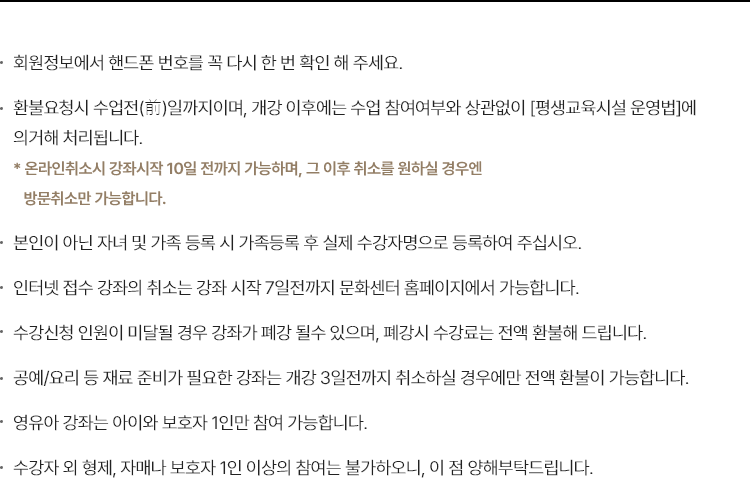 · 회원정보에서 핸드폰 번호를 꼭 다시 한 번 확인 해 주세요.
· 환불요청시 수업전(前)일까지이며, 개강 이후에는 수업 참여여부와 상관없이 [평생교육시설 운영법]에
의거해 처리됩니다.
* 온라인취소시 강좌시작 10일 전까지 가능하며, 그 이후 취소를 원하실 경우엔
방문취소만 가능합니다.
· 본인이 아닌 자녀 및 가족 등록 시 가족등록 후 실제 수강자명으로 등록하여 주십시오.
· 인터넷 접수 강좌의 취소는 강좌 시작 7일전까지 문화센터 홈페이지에서 가능합니다.
· 수강신청 인원이 미달될 경우 강좌가 폐강 될수 있으며, 폐강시 수강료는 전액 환불해 드립니다.
· 공예/요리 등 재료 준비가 필요한 강좌는 개강 3일전까지 취소하실 경우에만 전액 환불이 가능합니다.
· 영유아 강좌는 아이와 보호자 1인만 참여 가능합니다.
· 수강자 외 형제, 자매나 보호자 1인 이상의 참여는 불가하오니, 이 점 양해부탁드립니다.